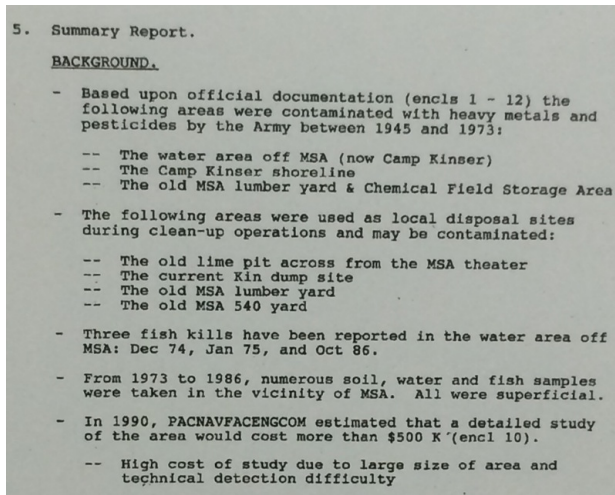 5. Summary Report.
BACKGROUND.
- Based upon official documentation (encls 1 - 12) the
following areas were contaminated with heavy metals and
pesticides by the Army between 1945 and 1973:
-- The water area off MSA (now Camp Kinser)
-- The Camp Kinser shoreline
-- The old MSA lumber yard & Chemical Field Storage Area
- The following areas were used as local disposal sites
during clean-up operations and may be contaminated:
-- The old lime pit across from the MSA theater
-- The current Kin dump site
-- The old MSA lumber yard
-- The old MSA 540 yard
- Three fish kills have been reported in the water area off
MSA: Dec 74, Jan 75, and Oct 86.
- From 1973 to 1986, numerous soil, water and fish samples
were taken in the vicinity of MSA. All were superficial.
- In 1990, PACNAVFACENGCOM estimated that a detailed study
of the area would cost more than $500 K (encl 10).
-- High cost of study due to large size of area and
technical detection difficulty